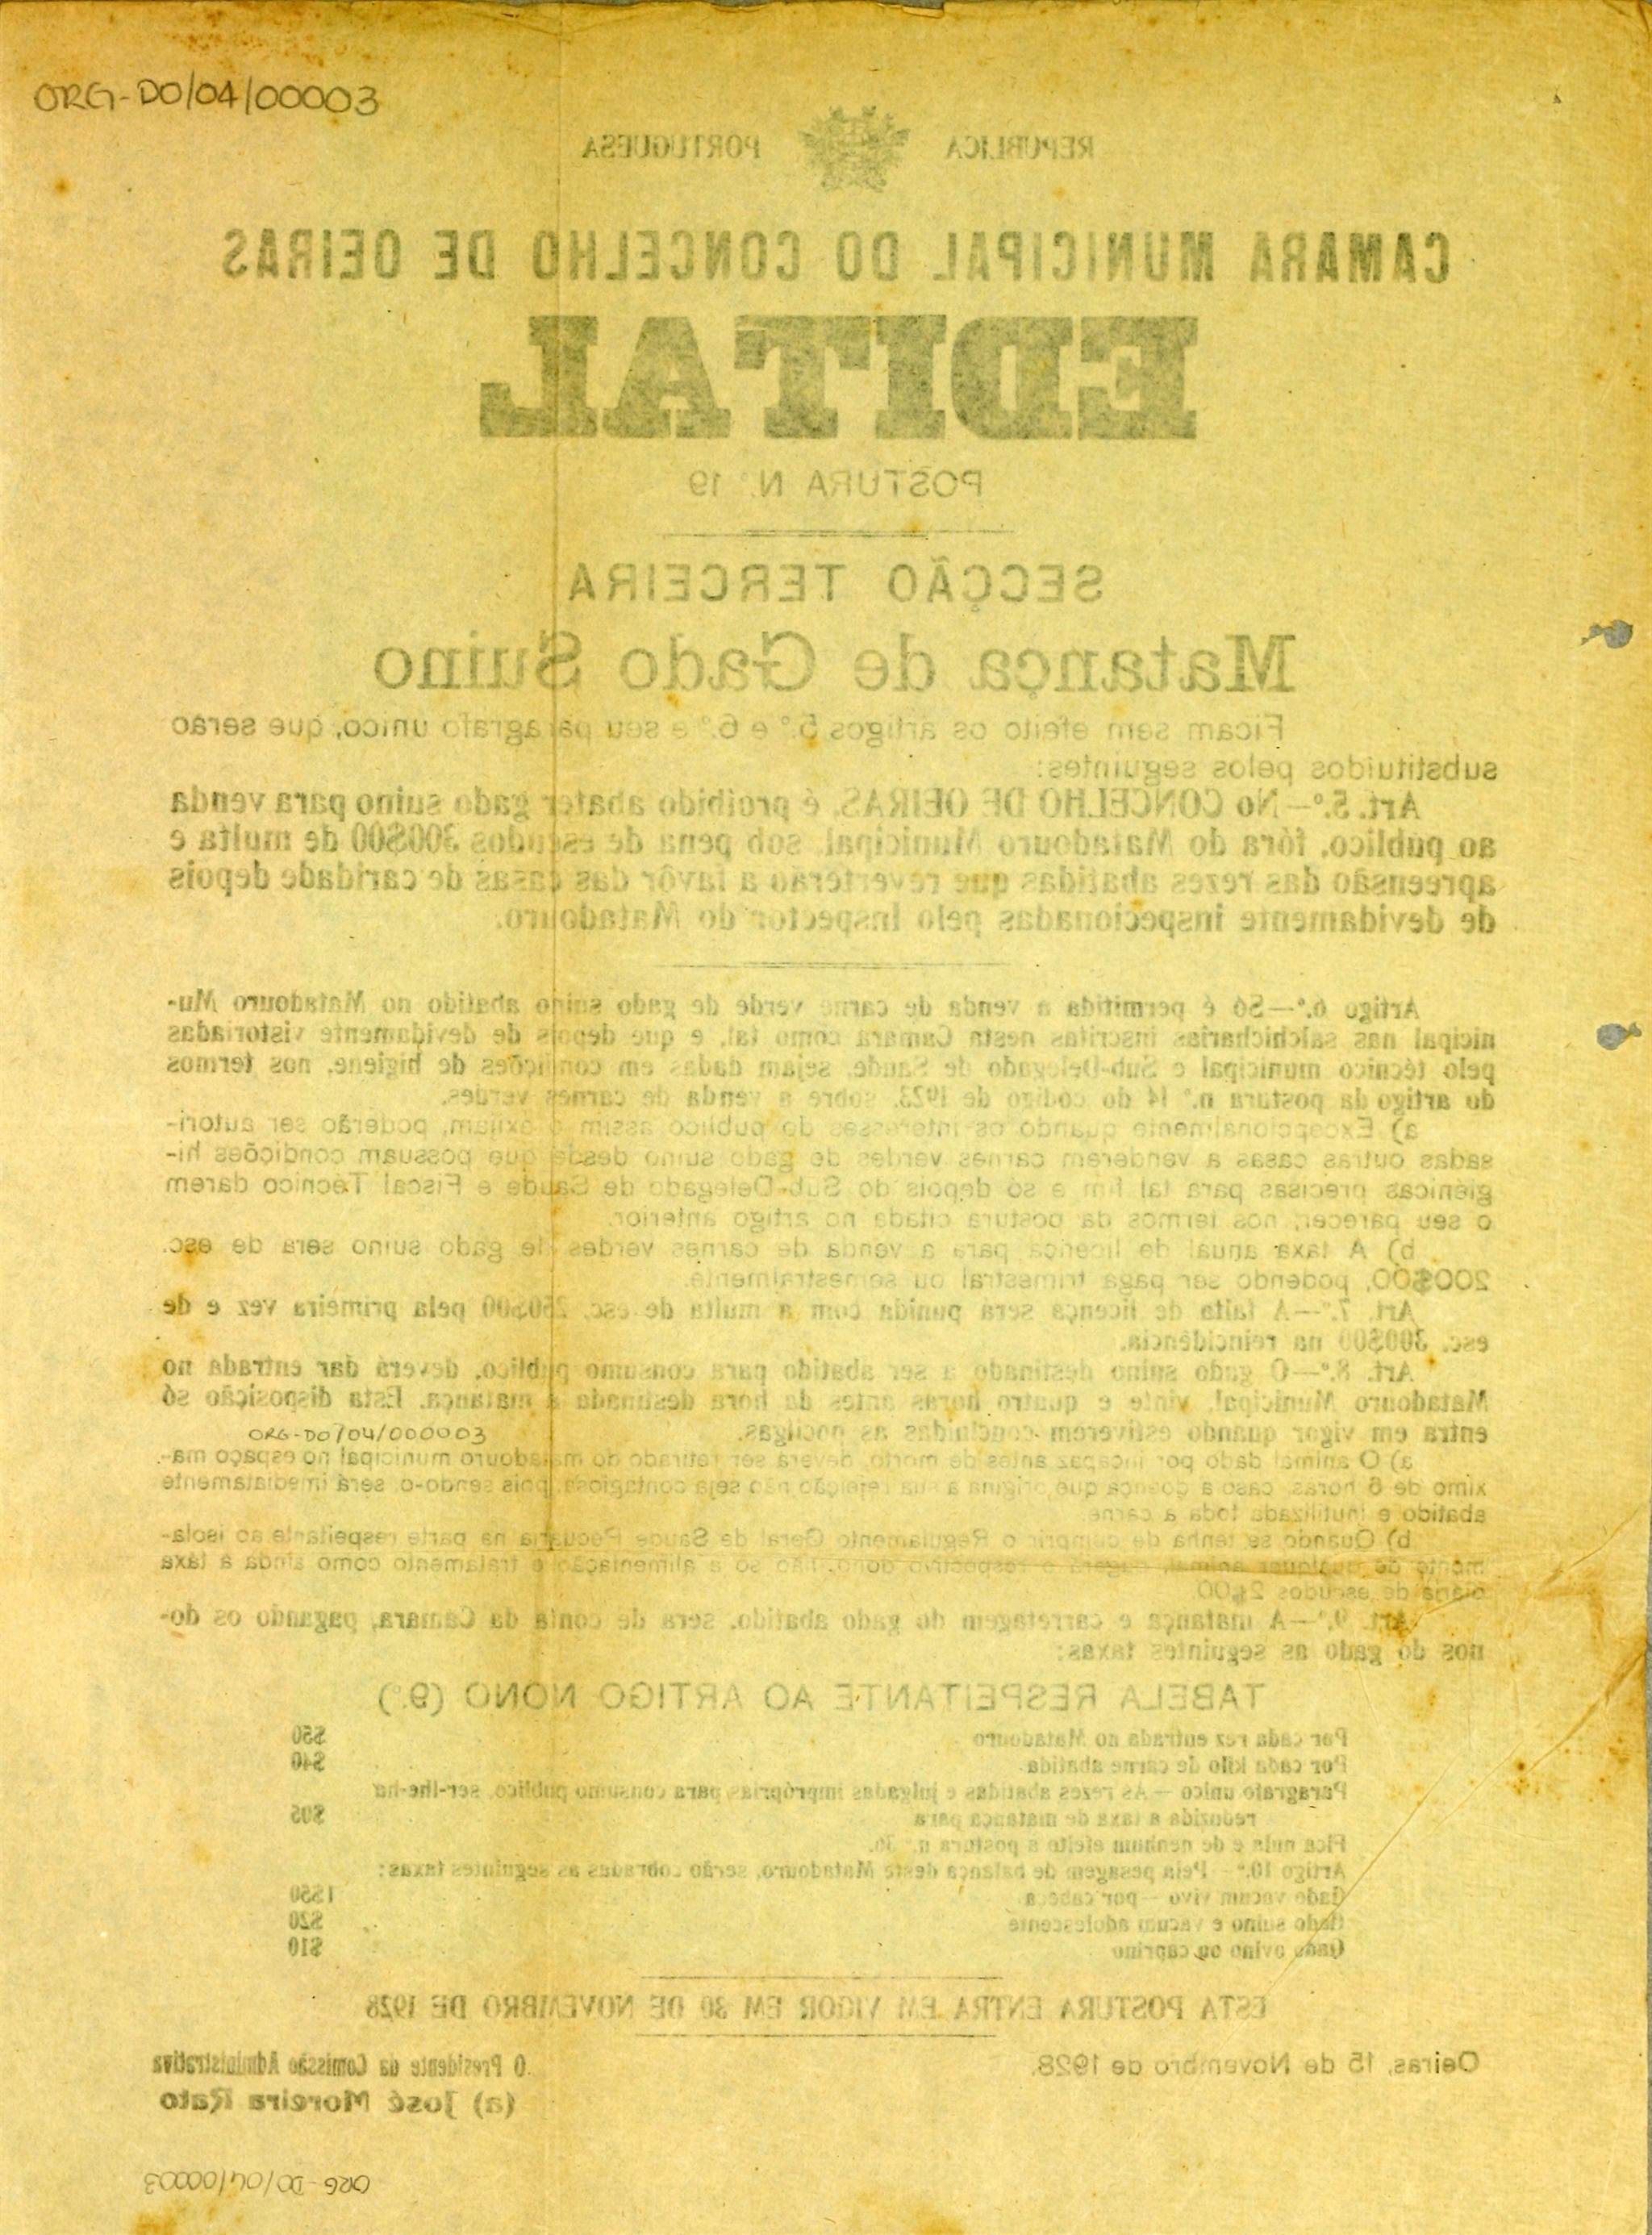 ORG-DO/04/00003
REPUBLICA PORTUGUESA
CAMARA MUNICIPAL DO CONCELHO DE OEIRAS
EDITAL
POSTURA N.º 19
SECÇÃO TERCEIRA
Matança de Gado Suino
Ficam sem efeito os artigos 5.º e 6.º e seu paragrafo unico, que serão
substituidos pelos seguintes:
Art. 5.º—No CONCELHO DE OEIRAS, é proibido abater gado suino para venda
ao publico, fóra do Matadouro Municipal, sob pena de escudos 300$00 de multa e
apreensão das rezes abatidas que reverterão a favôr das casas de caridade depois
de devidamente inspecionadas pelo Inspector do Matadouro.
Artigo 6.º—Só é permitida a venda de carne verde de gado suino abatido no Matadouro Mu-
nicipal nas salchicharias inscritas nesta Camara como tal, e que depois de devidamente vistoriadas
pelo técnico municipal e Sub-Delegado de Saude, sejam dadas em condições de higiene, nos termos
do artigo da postura n.º 14 do codigo de 1923, sobre a venda de carnes verdes.
a) Excepcionalmente quando os interesses do publico assim o exijam, poderão ser autori-
sadas outras casas a venderem carnes verdes de gado suino desde que possuam condições hi-
giénicas precisas para tal fim e só depois do Sub-Delegado de Saude e Fiscal Técnico darem
o seu parecer, nos termos da postura citada no artigo anterior.
b) A taxa anual de licença para a venda de carnes verdes de gado suino será de esc.
200$00, podendo ser paga trimestral ou semestralmente.
Art. 7.º—A falta de licença será punida com a multa de esc. 250$00 pela primeira vez e de
esc. 300$00 na reincidência.
Art. 8.º—O gado suino destinado a ser abatido para consumo publico, deverá dar entrada no
Matadouro Municipal, vinte e quatro horas antes da hora destinada á matança. Esta disposição só
entra em vigor quando estiverem concluidas as pocilgas.
ORG-DO/04/000003
a) O animal dado por incapaz antes de morto, deverá ser retirado do matadouro municipal no espaço ma-
ximo de 6 horas, caso a doença que origina a sua rejeição não seja contagiosa, pois sendo-o, será imediatamente
abatido e inutilizada toda a carne.
b) Quando se tenha de cumprir o Regulamento Geral de Saude Pecuaria na parte respeitante ao isola-
mento de qualquer animal, pagará o respectivo dono, não só a alimentação e tratamento como ainda a taxa
diaria de escudos 2$00.
Art. 9.º—A matança e carretagem do gado abatido, será de conta da Camara, pagando os do-
nos do gado as seguintes taxas:
TABELA RESPEITANTE AO ARTIGO NONO (9.º)
Por cada rez entrada no Matadouro $50
Por cada kilo de carne abatida $40
Paragrafo unico — As rezes abatidas e julgadas impróprias para consumo publico, ser-lhe-ha
reduzida a taxa de matança para $05
Fica nula e de nenhum efeito a postura n.º 36.
Artigo 10.º — Pela pesagem de balança deste Matadouro, serão cobradas as seguintes taxas:
Gado vacum vivo — por cabeça 1$50
Gado suino e vacum adolescente $20
Gado ovino ou caprino $10
ESTA POSTURA ENTRA EM VIGOR EM 30 DE NOVEMBRO DE 1928
Oeiras, 15 de Novembro de 1928.
O Presidente da Comissão Administrativa
(a) José Moreira Rato
ORG-DO/04/00003